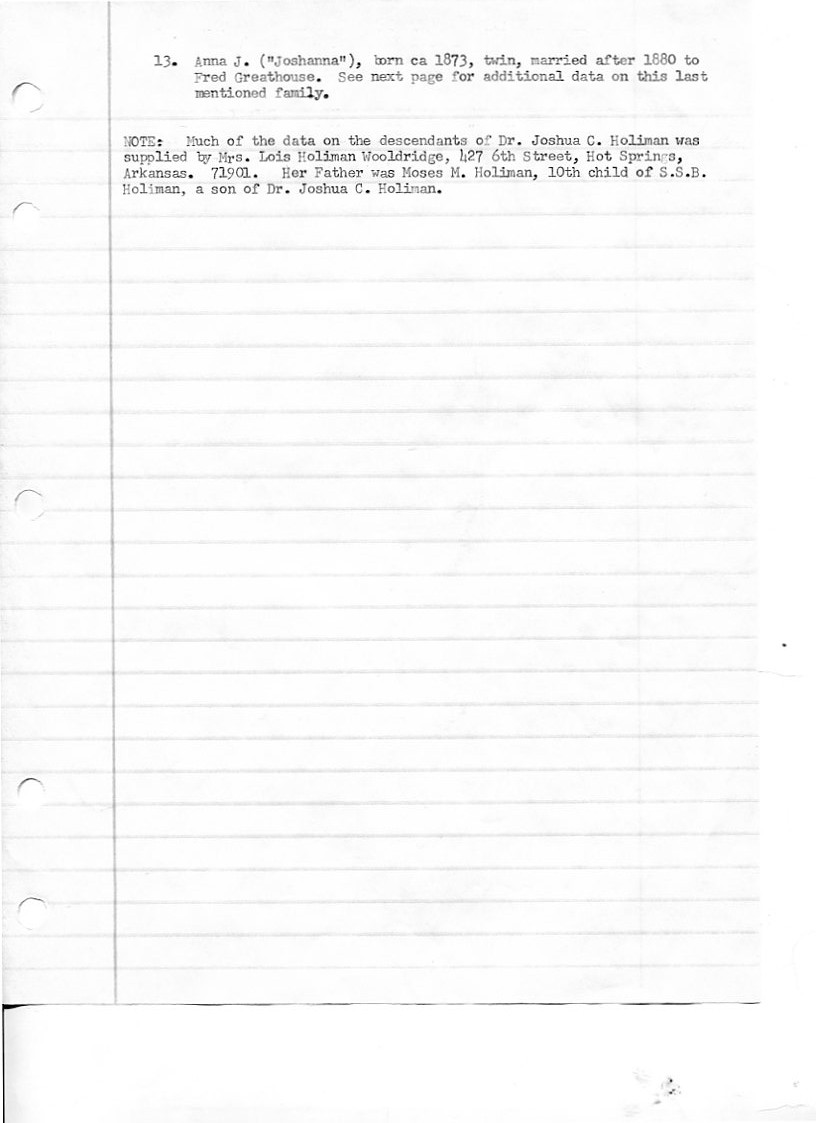 13. Anna J. ("Joshanna"), born ca 1873, twin, married after 1880 to
Fred Greathouse. See next page for additional data on this last
mentioned family.
NOTE: Much of the data on the descendants of Dr. Joshua C. Holiman was
supplied by Mrs. Lois Holiman Wooldridge, 427 6th Street, Hot Springs,
Arkansas. 71901. Her Father was Moses M. Holiman, 10th child of S.S.B.
Holiman, a son of Dr. Joshua C. Holiman.